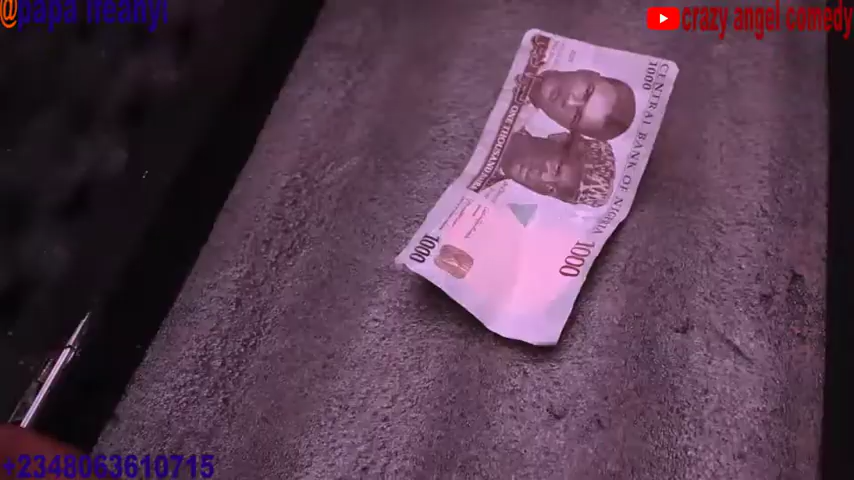 @papa ifeanyi
crazy angel comedy
CENTRAL BANK OF NIGERIA
1000
ONE THOUSAND NAIRA
1000
1000
+2348063610715